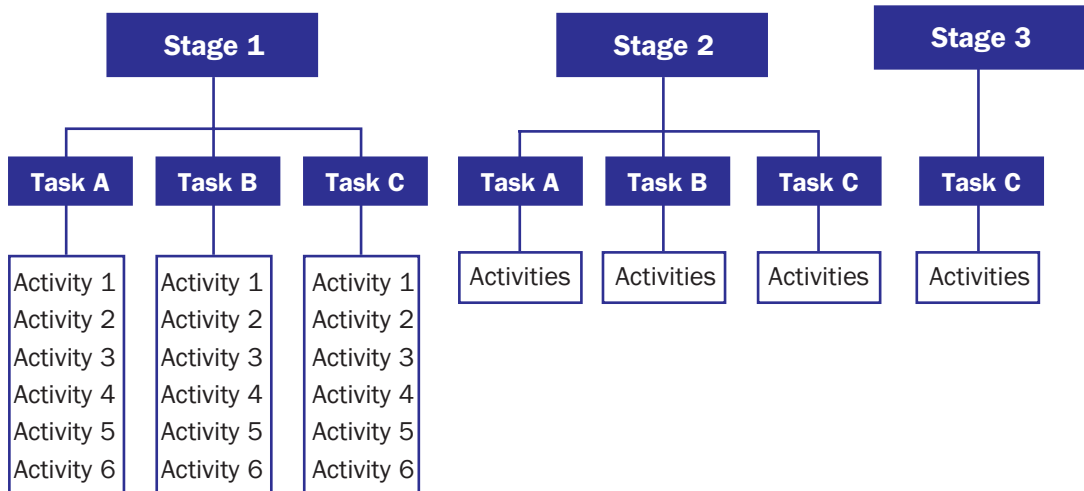 Stage 1
Stage 2
Stage 3
Task A
Task B
Task C
Task A
Task B
Task C
Task C
Activity 1
Activity 2
Activity 3
Activity 4
Activity 5
Activity 6
Activity 1
Activity 2
Activity 3
Activity 4
Activity 5
Activity 6
Activity 1
Activity 2
Activity 3
Activity 4
Activity 5
Activity 6
Activities
Activities
Activities
Activities